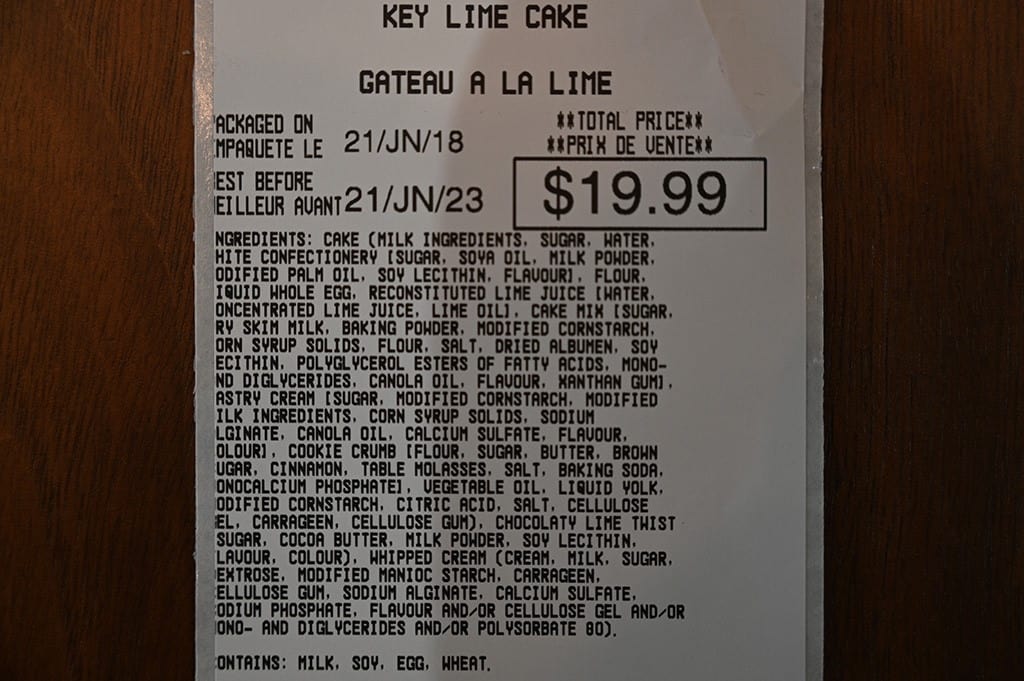 KEY LIME CAKE
GATEAU A LA LIME
ACKAGED ON
MPAQUETE LE 21/JN/18
**TOTAL PRICE**
**PRIX DE VENTE**
EST BEFORE
EILLEUR AVANT 21/JN/23
$19.99
NGREDIENTS: CAKE (MILK INGREDIENTS, SUGAR, WATER,
HITE CONFECTIONERY [SUGAR, SOYA OIL, MILK POWDER,
ODIFIED PALM OIL, SOY LECITHIN, FLAVOUR], FLOUR,
IQUID WHOLE EGG, RECONSTITUTED LIME JUICE [WATER,
ONCENTRATED LIME JUICE, LIME OIL], CAKE MIX [SUGAR,
RY SKIM MILK, BAKING POWDER, MODIFIED CORNSTARCH,
ORN SYRUP SOLIDS, FLOUR, SALT, DRIED ALBUMEN, SOY
ECITHIN, POLYGLYCEROL ESTERS OF FATTY ACIDS, MONO-
ND DIGLYCERIDES, CANOLA OIL, FLAVOUR, XANTHAN GUM],
ASTRY CREAM [SUGAR, MODIFIED CORNSTARCH, MODIFIED
ILK INGREDIENTS, CORN SYRUP SOLIDS, SODIUM
LGINATE, CANOLA OIL, CALCIUM SULFATE, FLAVOUR,
OLOUR], COOKIE CRUMB [FLOUR, SUGAR, BUTTER, BROWN
UGAR, CINNAMON, TABLE MOLASSES, SALT, BAKING SODA,
ONOCALCIUM PHOSPHATE], VEGETABLE OIL, LIQUID YOLK,
ODIFIED CORNSTARCH, CITRIC ACID, SALT, CELLULOSE
EL, CARRAGEEN, CELLULOSE GUM), CHOCOLATY LIME TWIST
SUGAR, COCOA BUTTER, MILK POWDER, SOY LECITHIN,
LAVOUR, COLOUR), WHIPPED CREAM (CREAM, MILK, SUGAR,
EXTROSE, MODIFIED MANIOC STARCH, CARRAGEEN,
ELLULOSE GUM, SODIUM ALGINATE, CALCIUM SULFATE,
ODIUM PHOSPHATE, FLAVOUR AND/OR CELLULOSE GEL AND/OR
ONO- AND DIGLYCERIDES AND/OR POLYSORBATE 80).
ONTAINS: MILK, SOY, EGG, WHEAT.